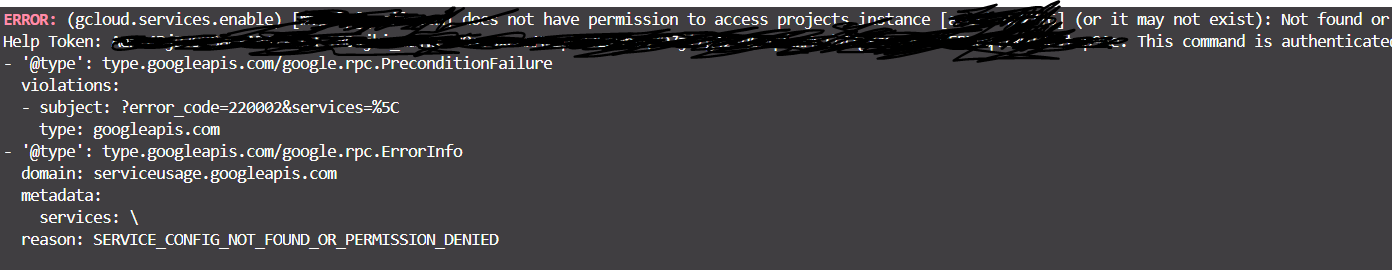 ERROR: (gcloud.services.enable) [ ] does not have permission to access projects instance [ ] (or it may not exist): Not found or
Help Token: . This command is authenticated
- '@type': type.googleapis.com/google.rpc.PreconditionFailure
violations:
- subject: ?error_code=220002&services=%5C
type: googleapis.com
- '@type': type.googleapis.com/google.rpc.ErrorInfo
domain: serviceusage.googleapis.com
metadata:
services: \
reason: SERVICE_CONFIG_NOT_FOUND_OR_PERMISSION_DENIED